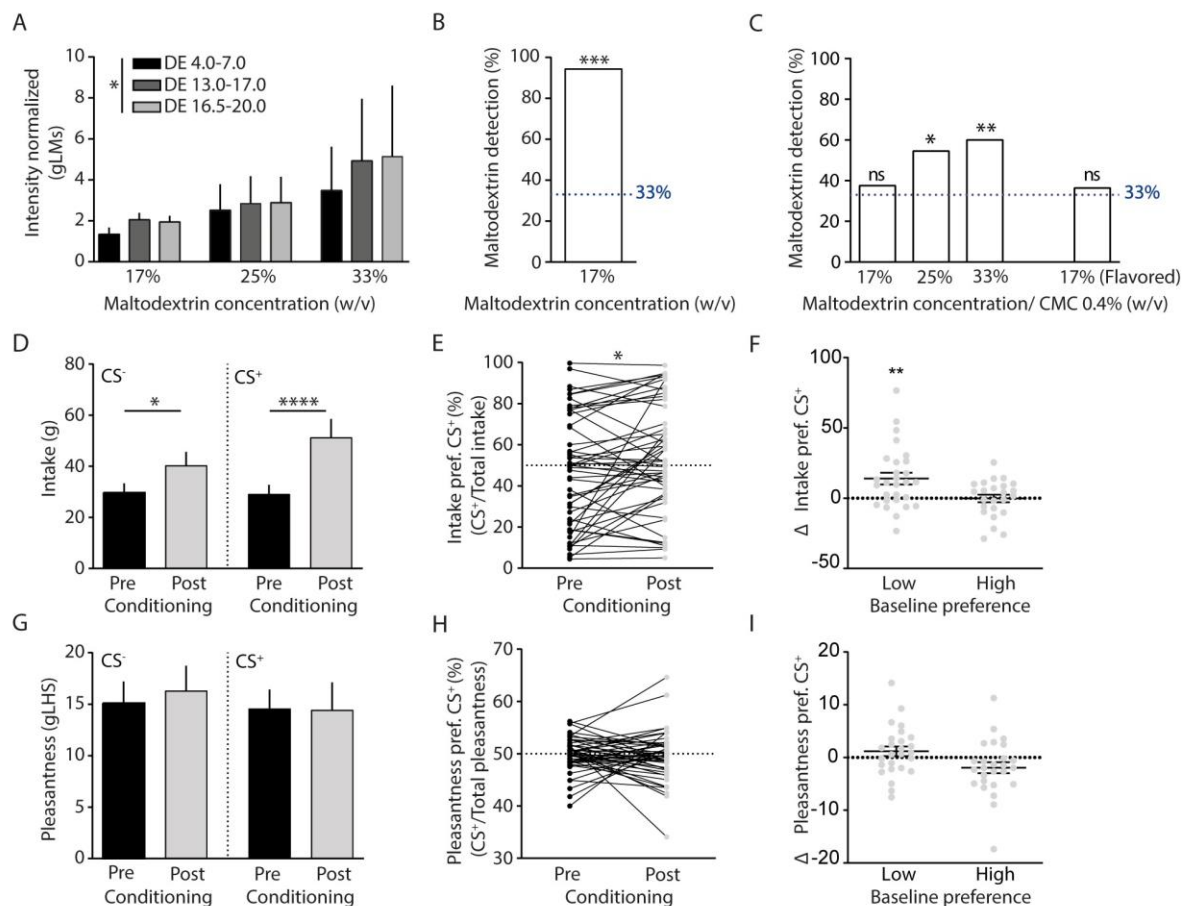 A
Intensity normalized
(gLMs)
10
8
6
4
2
0
*
DE 4.0-7.0
DE 13.0-17.0
DE 16.5-20.0
17%
25%
33%
Maltodextrin concentration (w/v)
B
Maltodextrin detection (%)
100
80
60
40
20
0
***
33%
17%
Maltodextrin concentration (w/v)
C
Maltodextrin detection (%)
100
80
60
40
20
0
ns
*
**
ns
33%
17%
25%
33%
17% (Flavored)
Maltodextrin concentration/ CMC 0.4% (w/v)
D
Intake (g)
80
60
40
20
0
CS⁻
*
CS⁺
****
Pre
Post
Conditioning
Pre
Post
Conditioning
E
Intake pref. CS⁺ (%)
(CS⁺/Total intake)
100
80
60
40
20
0
*
Pre
Post
Conditioning
F
Δ Intake pref. CS⁺
100
50
0
-50
**
Low
High
Baseline preference
G
Pleasantness (gLHS)
20
15
10
5
0
CS⁻
CS⁺
Pre
Post
Conditioning
Pre
Post
Conditioning
H
Pleasantness pref. CS⁺ (%)
(CS⁺/Total pleasantness)
70
60
50
40
30
Pre
Post
Conditioning
I
Δ Pleasantness pref. CS⁺
20
10
0
-10
-20
Low
High
Baseline preference